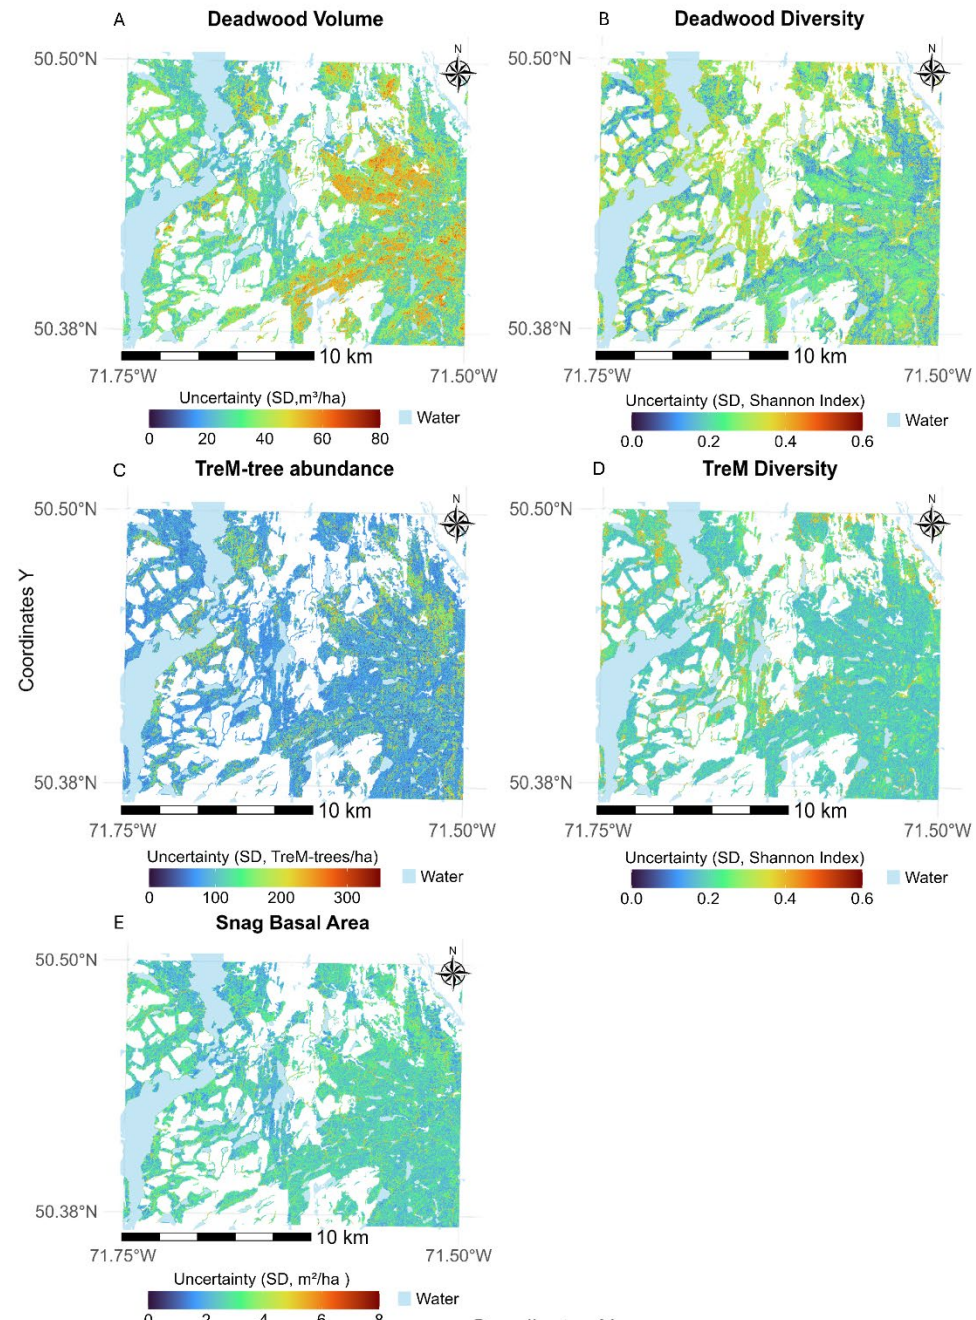 A Deadwood Volume
B Deadwood Diversity
50.50°N
N
50.50°N
N
50.38°N
50.38°N
10 km
10 km
71.75°W
71.50°W
71.75°W
71.50°W
Uncertainty (SD,m³/ha)
Water
0 20 40 60 80
Uncertainty (SD, Shannon Index)
Water
0.0 0.2 0.4 0.6
C TreM-tree abundance
D TreM Diversity
50.50°N
N
50.50°N
N
Coordinates Y
50.38°N
50.38°N
10 km
10 km
71.75°W
71.50°W
71.75°W
71.50°W
Uncertainty (SD, TreM-trees/ha)
Water
0 100 200 300
Uncertainty (SD, Shannon Index)
Water
0.0 0.2 0.4 0.6
E Snag Basal Area
50.50°N
N
50.38°N
10 km
71.75°W
71.50°W
Uncertainty (SD, m²/ha )
Water
0 2 4 6 8